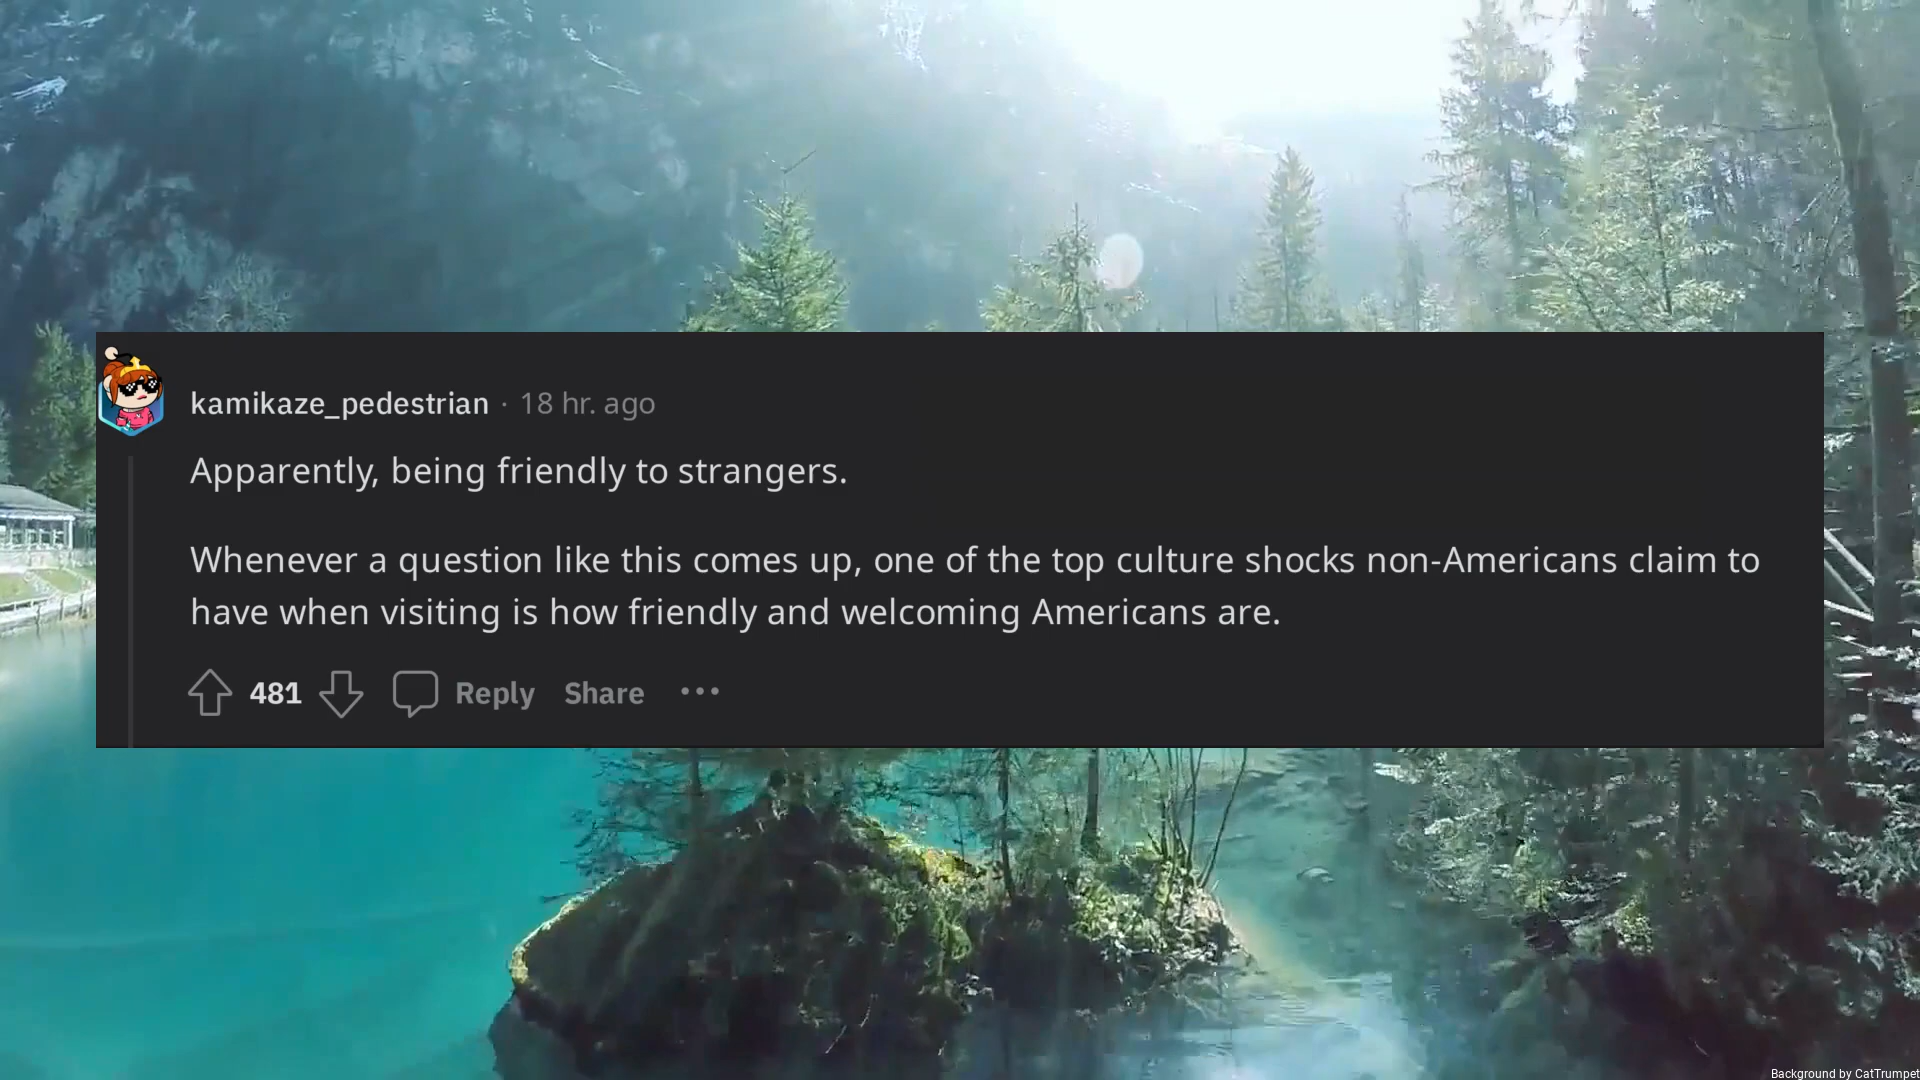 kamikaze_pedestrian · 18 hr. ago
Apparently, being friendly to strangers.
Whenever a question like this comes up, one of the top culture shocks non-Americans claim to
have when visiting is how friendly and welcoming Americans are.
481 Reply Share •••
Background by CatTrumpet